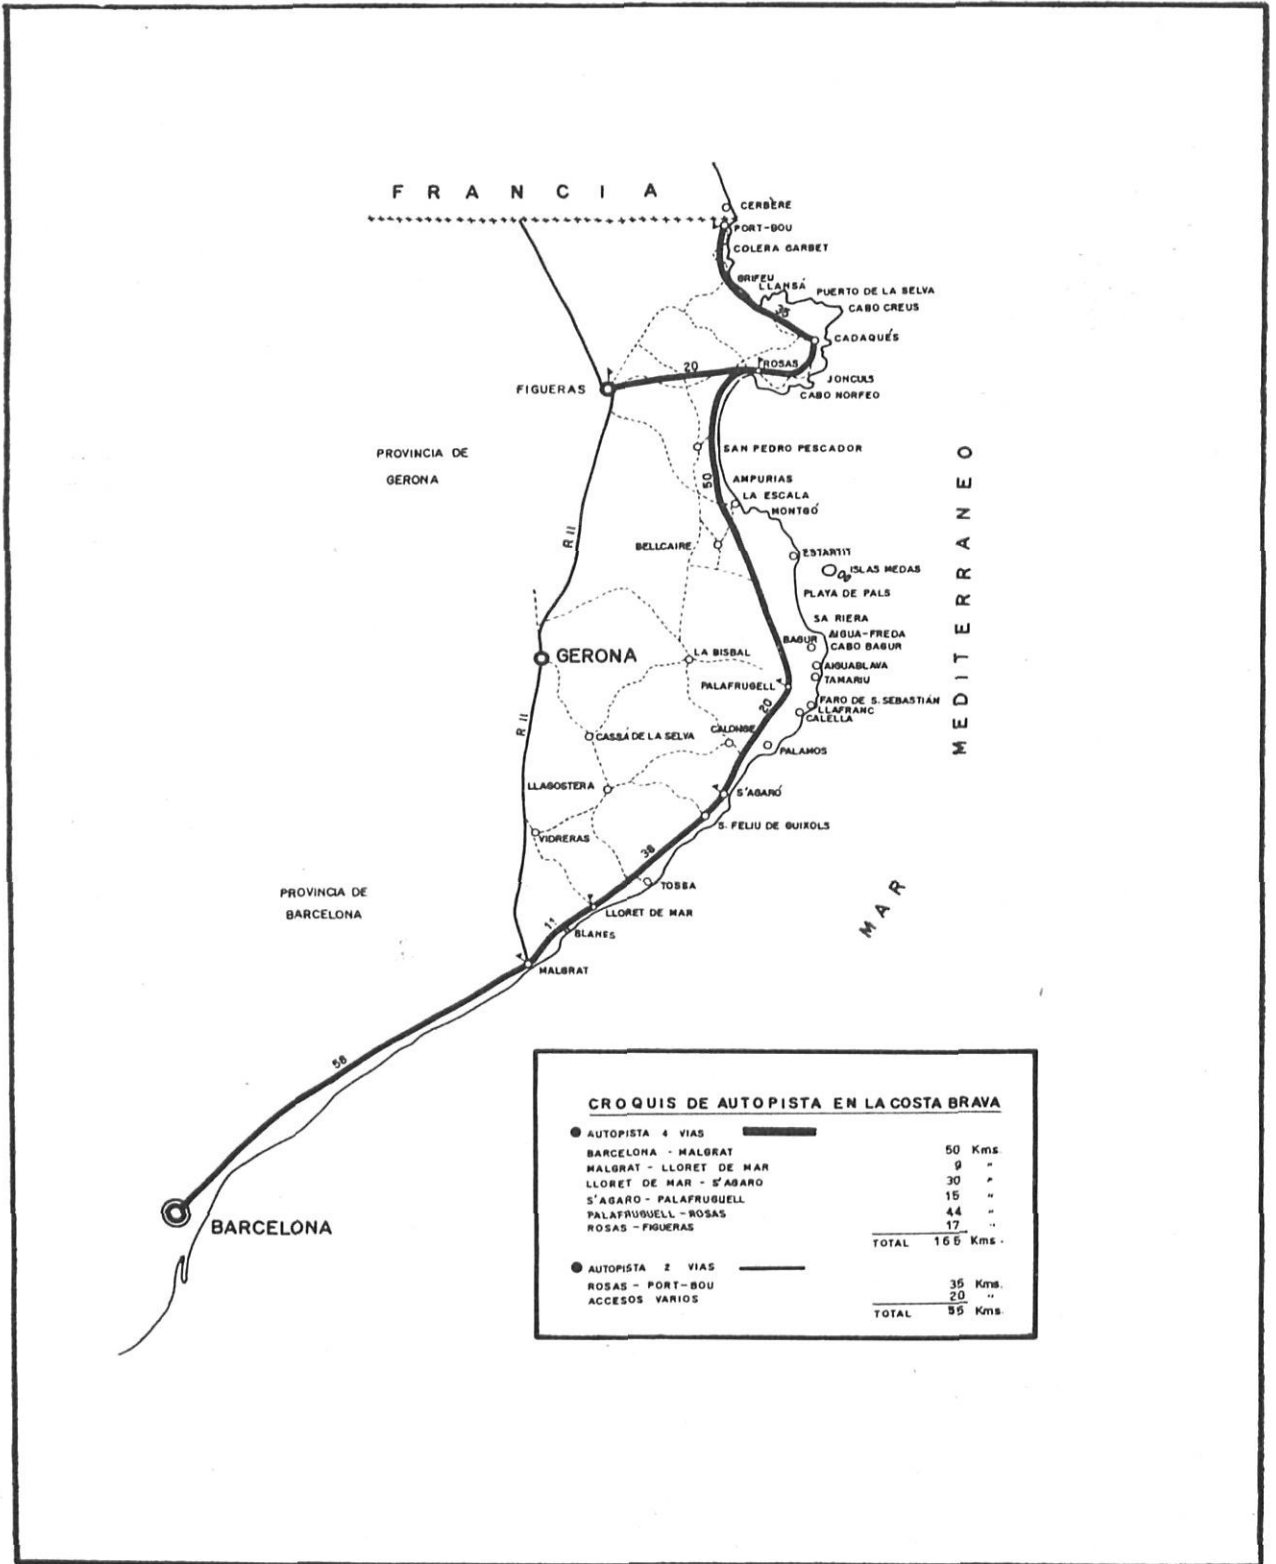 FRANCIA
CERBÈRE
PORT-BOU
COLERA GARBET
GRIFEU
LLANSÁ
PUERTO DE LA SELVA
CABO CREUS
35
CADAQUÉS
ROSAS
20
JONCULS
FIGUERAS
CABO NORFEO
PROVINCIA DE
GERONA
SAN PEDRO PESCADOR
50
AMPURIAS
LA ESCALA
MONTGÓ
R II
BELLCAIRE
ESTARTIT
ISLAS MEDAS
PLAYA DE PALS
SA RIERA
BAGUR
AIGUA-FREDA
CABO BAGUR
GERONA
LA BISBAL
AIGUABLAVA
TAMARIU
PALAFRUGELL
20
FARO DE S. SEBASTIÁN
LLAFRANC
CALELLA
R II
CASSÁ DE LA SELVA
CALONGE
PALAMOS
LLAGOSTERA
S'AGARÓ
S. FELIU DE GUIXOLS
VIDRERAS
38
TOSSA
PROVINCIA DE
BARCELONA
LLORET DE MAR
11
BLANES
MALGRAT
MAR
MEDITERRANEO
58
BARCELONA
CROQUIS DE AUTOPISTA EN LA COSTA BRAVA
AUTOPISTA 4 VIAS
BARCELONA - MALGRAT 50 Kms.
MALGRAT - LLORET DE MAR 9 "
LLORET DE MAR - S'AGARO 30 "
S'AGARO - PALAFRUGUELL 15 "
PALAFRUGUELL - ROSAS 44 "
ROSAS - FIGUERAS 17 "
TOTAL 165 Kms.
AUTOPISTA 2 VIAS
ROSAS - PORT-BOU 35 Kms.
ACCESOS VARIOS 20 "
TOTAL 55 Kms.